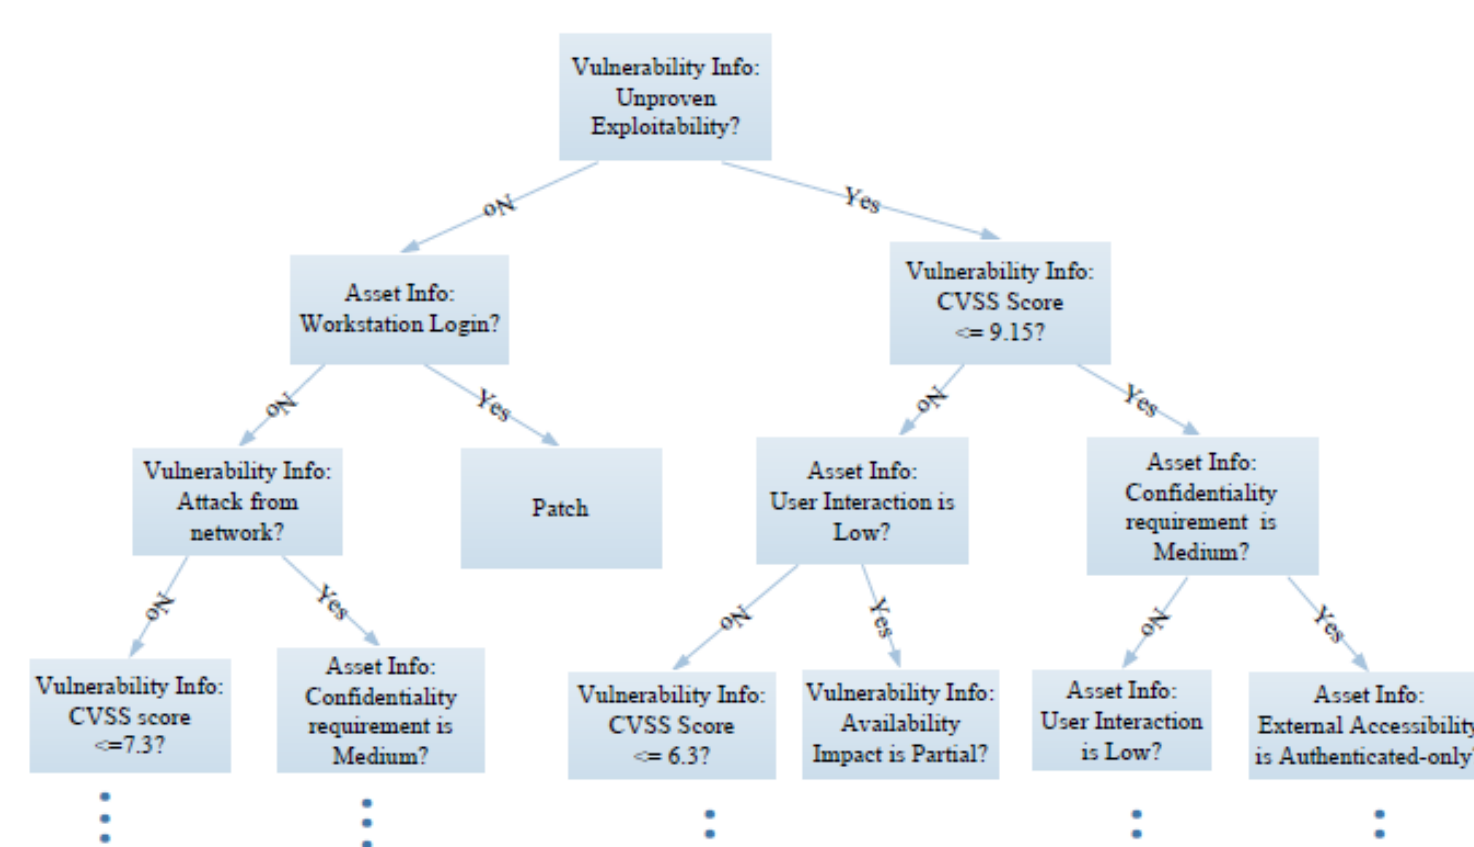 Vulnerability Info:
Unproven
Exploitability?
No
Yes
Asset Info:
Workstation Login?
Vulnerability Info:
CVSS Score
<= 9.15?
No
Yes
No
Yes
Vulnerability Info:
Attack from
network?
Patch
Asset Info:
User Interaction is
Low?
Asset Info:
Confidentiality
requirement is
Medium?
No
Yes
No
Yes
No
Yes
Vulnerability Info:
CVSS score
<=7.3?
Asset Info:
Confidentiality
requirement is
Medium?
Vulnerability Info:
CVSS Score
<= 6.3?
Vulnerability Info:
Availability
Impact is Partial?
Asset Info:
User Interaction
is Low?
Asset Info:
External Accessibility
is Authenticated-only?